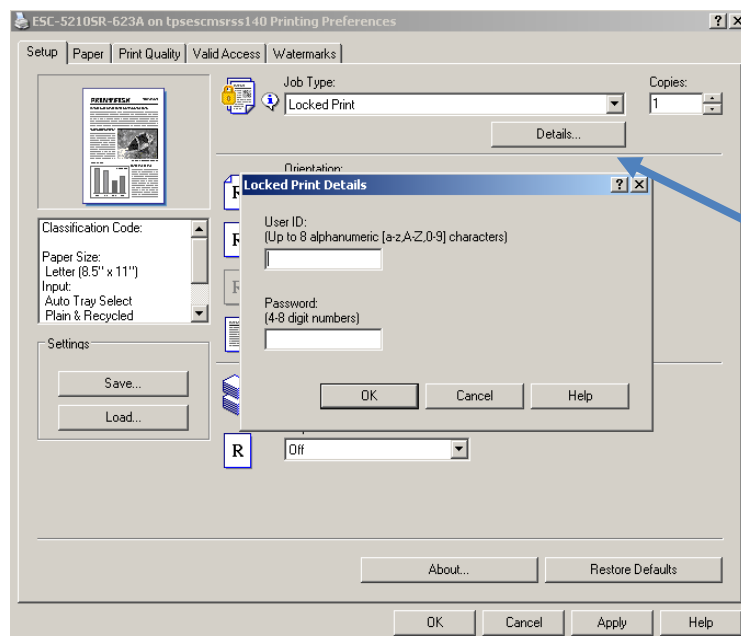 ESC-5210SR-623A on tpsescmsrss140 Printing Preferences
Setup Paper Print Quality Valid Access Watermarks
Job Type:
Locked Print
Copies:
1
Details...
Orientation:
Locked Print Details
User ID:
(Up to 8 alphanumeric [a-z,A-Z,0-9] characters)
Password:
(4-8 digit numbers)
OK Cancel Help
Classification Code:
Paper Size:
Letter (8.5" x 11")
Input:
Auto Tray Select
Plain & Recycled
Settings
Save...
Load...
R
R
R
R
Off
About... Restore Defaults
OK Cancel Apply Help